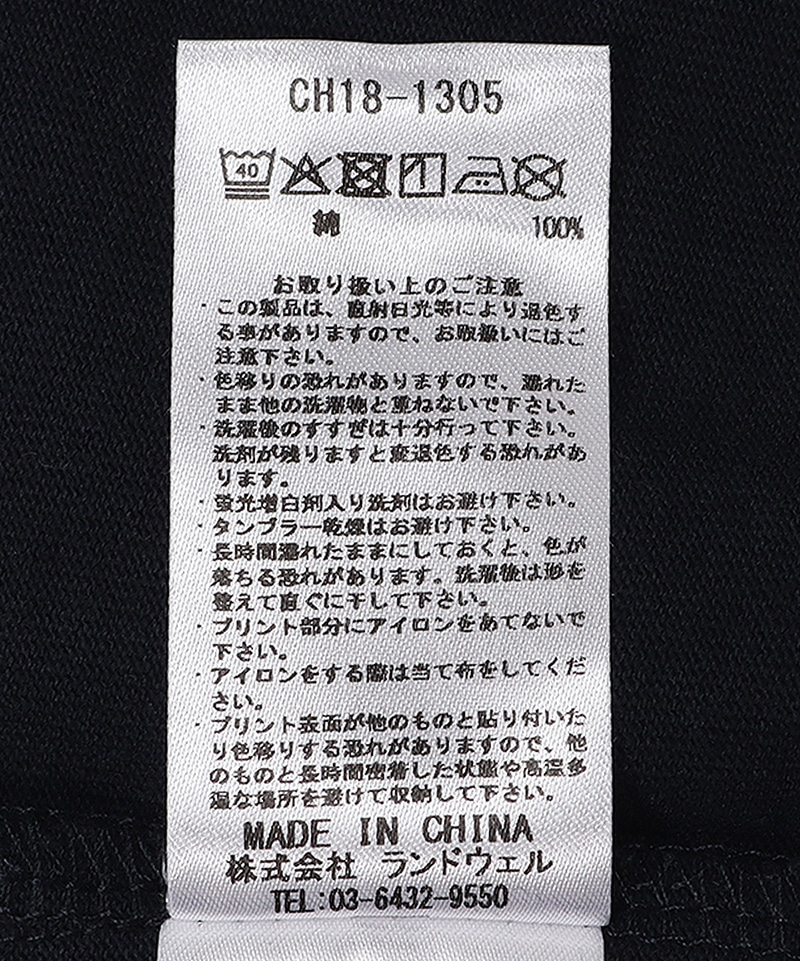 CH18-1305
40
綿 100%
お取り扱い上のご注意
・この製品は、直射日光等により退色す
る事がありますので、お取扱いにはご
注意下さい。
・色移りの恐れがありますので、濡れた
まま他の洗濯物と重ねないで下さい。
・洗濯後のすすぎは十分行って下さい。
洗剤が残りますと変退色する恐れがあ
ります。
・蛍光増白剤入り洗剤はお避け下さい。
・タンブラー乾燥はお避け下さい。
・長時間濡れたままにしておくと、色が
落ちる恐れがあります。洗濯後は形を
整えて直ぐに干して下さい。
・プリント部分にアイロンをあてないで
下さい。
・アイロンをする際は当て布をしてくだ
さい。
・プリント表面が他のものと貼り付いた
り色移りする恐れがありますので、他
のものと長時間密着した状態や高温多
湿な場所を避けて収納して下さい。
MADE IN CHINA
株式会社 ランドウェル
TEL:03-6432-9550